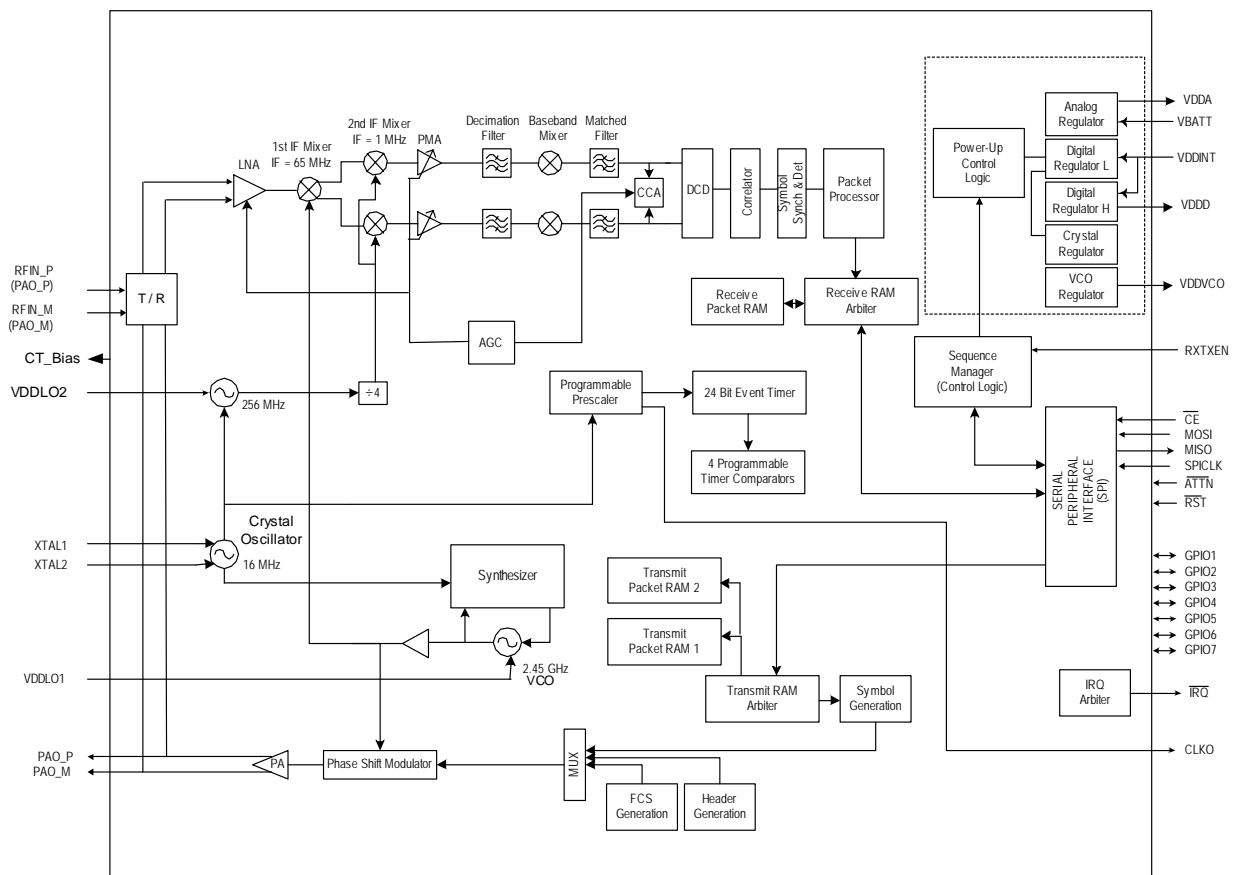 2nd IF Mixer
IF = 1 MHz
PMA
Decimation
Filter
Baseband
Mixer
Matched
Filter
1st IF Mixer
IF = 65 MHz
LNA
CCA
DCD
Correlator
Symbol
Synch & Det
Packet
Processor
Power-Up
Control
Logic
Analog
Regulator
Digital
Regulator L
Digital
Regulator H
Crystal
Regulator
VCO
Regulator
VDDA
VBATT
VDDINT
VDDD
VDDVCO
RFIN_P
(PAO_P)
RFIN_M
(PAO_M)
T / R
CT_Bias
Receive
Packet RAM
Receive RAM
Arbiter
AGC
Sequence
Manager
(Control Logic)
RXTXEN
VDDLO2
256 MHz
÷4
Programmable
Prescaler
24 Bit Event Timer
4 Programmable
Timer Comparators
SERIAL
PERIPHERAL
INTERFACE
(SPI)
CE
MOSI
MISO
SPICLK
ATTN
RST
XTAL1
XTAL2
Crystal
Oscillator
16 MHz
Synthesizer
2.45 GHz
VCO
VDDLO1
Transmit
Packet RAM 2
Transmit
Packet RAM 1
Transmit RAM
Arbiter
Symbol
Generation
GPIO1
GPIO2
GPIO3
GPIO4
GPIO5
GPIO6
GPIO7
IRQ
Arbiter
IRQ
PAO_P
PAO_M
PA
Phase Shift Modulator
MUX
FCS
Generation
Header
Generation
CLKO